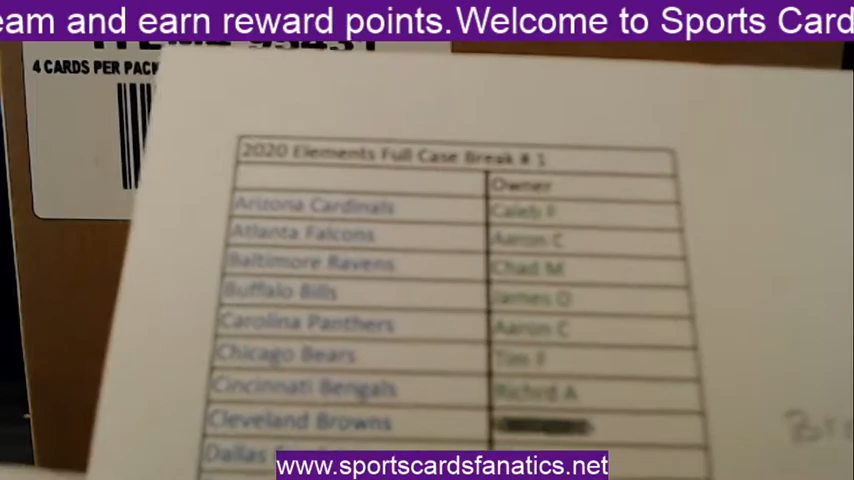 eam and earn reward points.Welcome to Sports Card
4 CARDS PER PACK
2020 Elements Full Case Break # 1
Owner
Arizona Cardinals Caleb F
Atlanta Falcons Aaron C
Baltimore Ravens Chad M
Buffalo Bills James O
Carolina Panthers Aaron C
Chicago Bears Tim F
Cincinnati Bengals Richird A
Cleveland Browns
Dallas
www.sportscardsfanatics.net